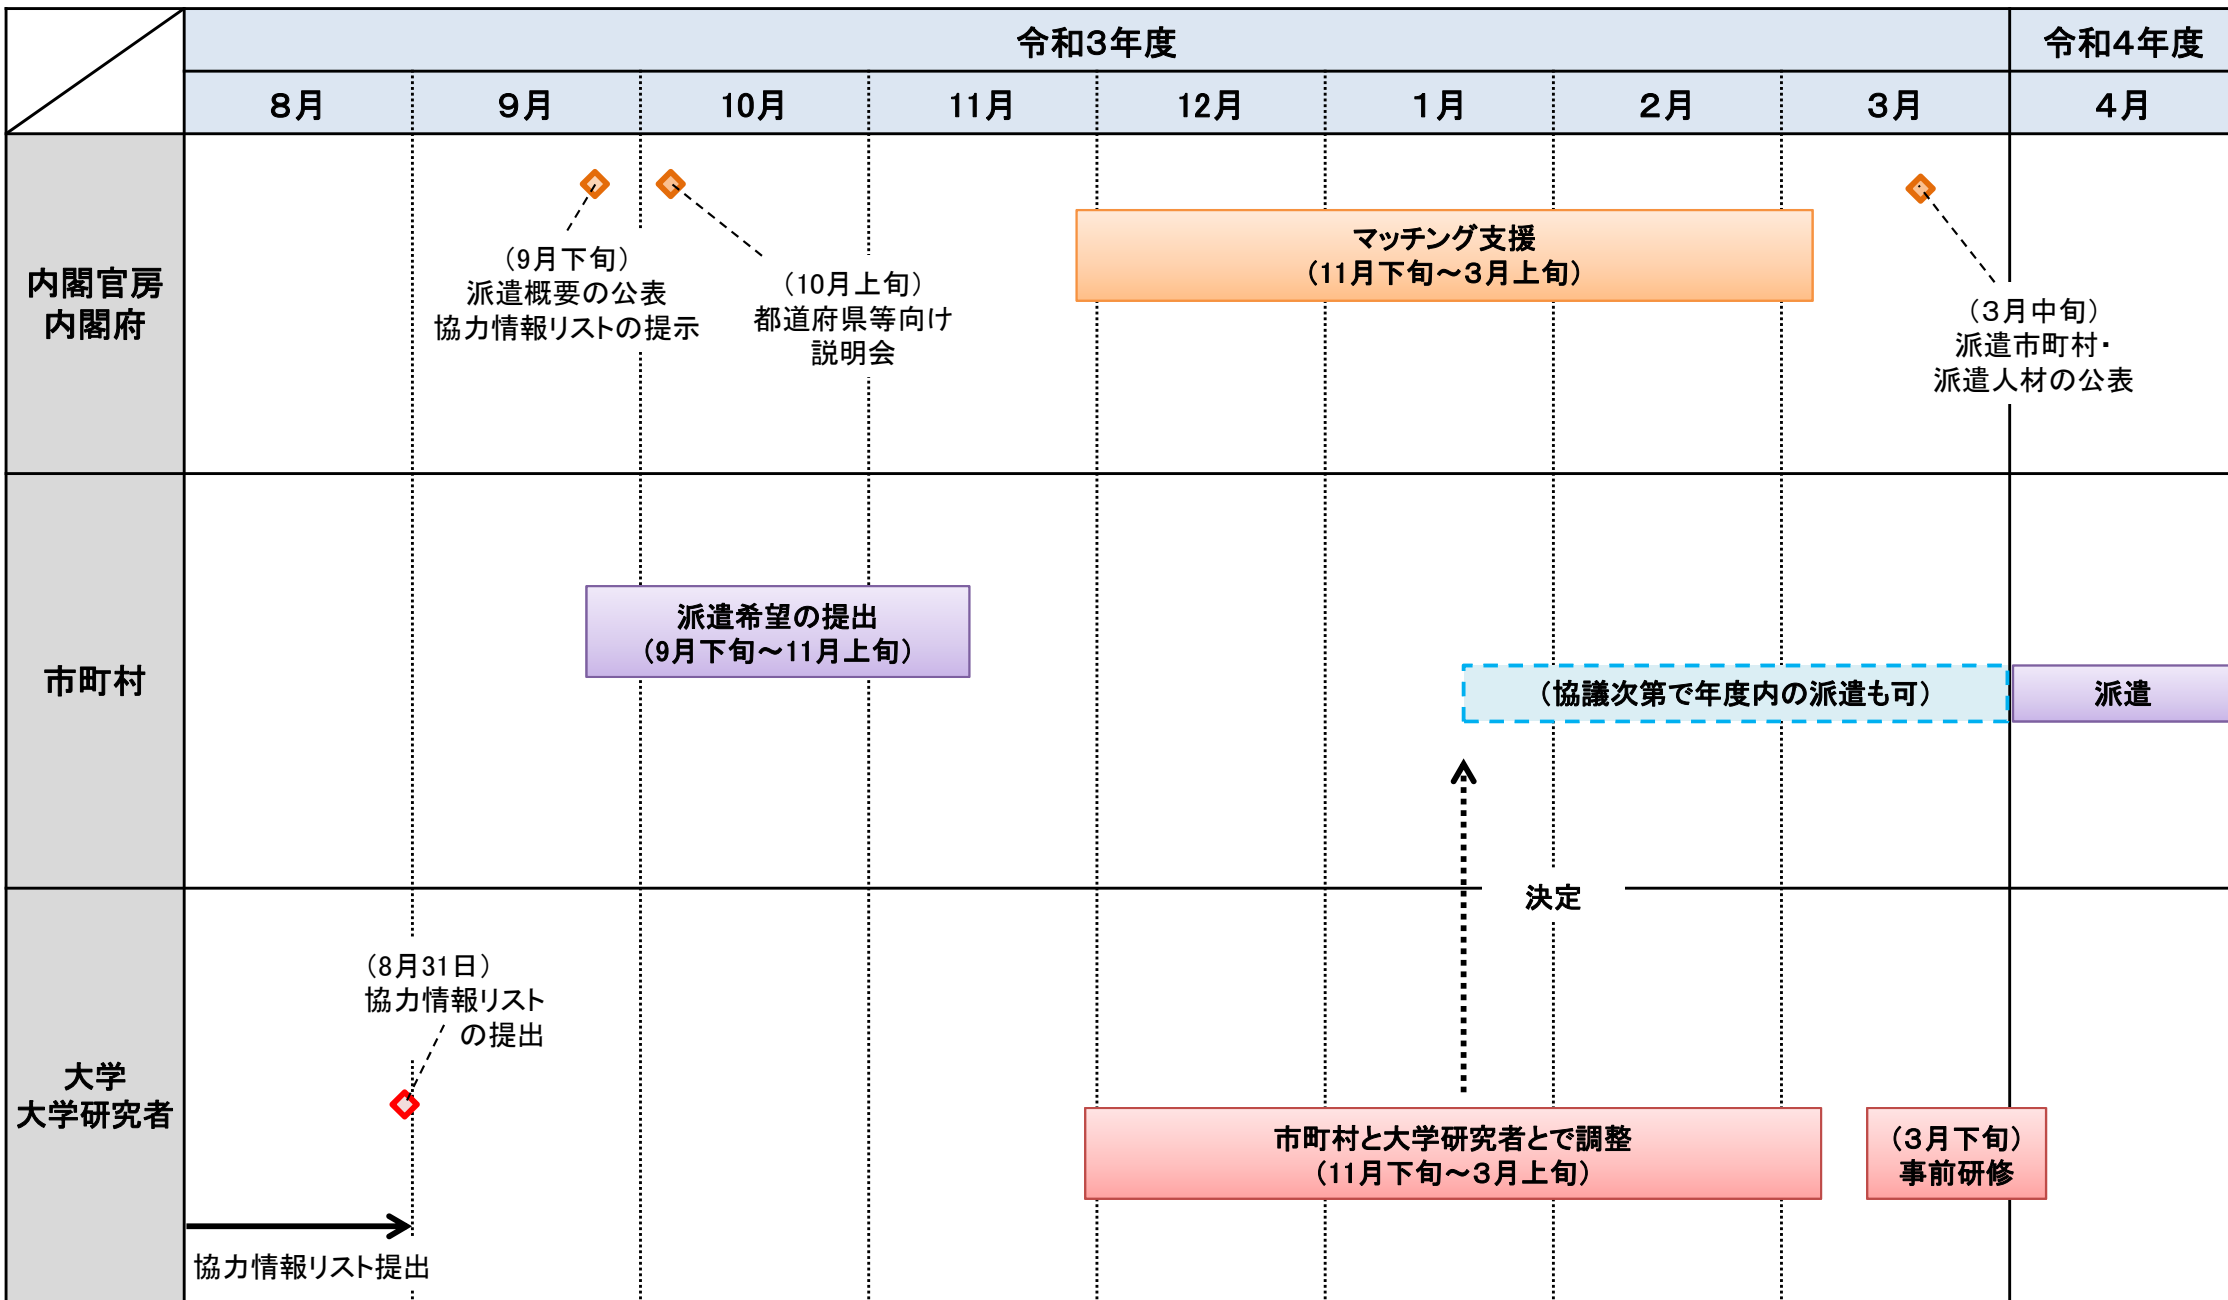 令和3年度
令和4年度
8月
9月
10月
11月
12月
1月
2月
3月
4月
内閣官房
内閣府
（9月下旬）
派遣概要の公表
協力情報リストの提示
（10月上旬）
都道府県等向け
説明会
マッチング支援
（11月下旬～3月上旬）
（3月中旬）
派遣市町村・
派遣人材の公表
市町村
派遣希望の提出
（9月下旬～11月上旬）
（協議次第で年度内の派遣も可）
派遣
決定
大学
大学研究者
（8月31日）
協力情報リスト
の提出
協力情報リスト提出
市町村と大学研究者とで調整
（11月下旬～3月上旬）
（3月下旬）
事前研修